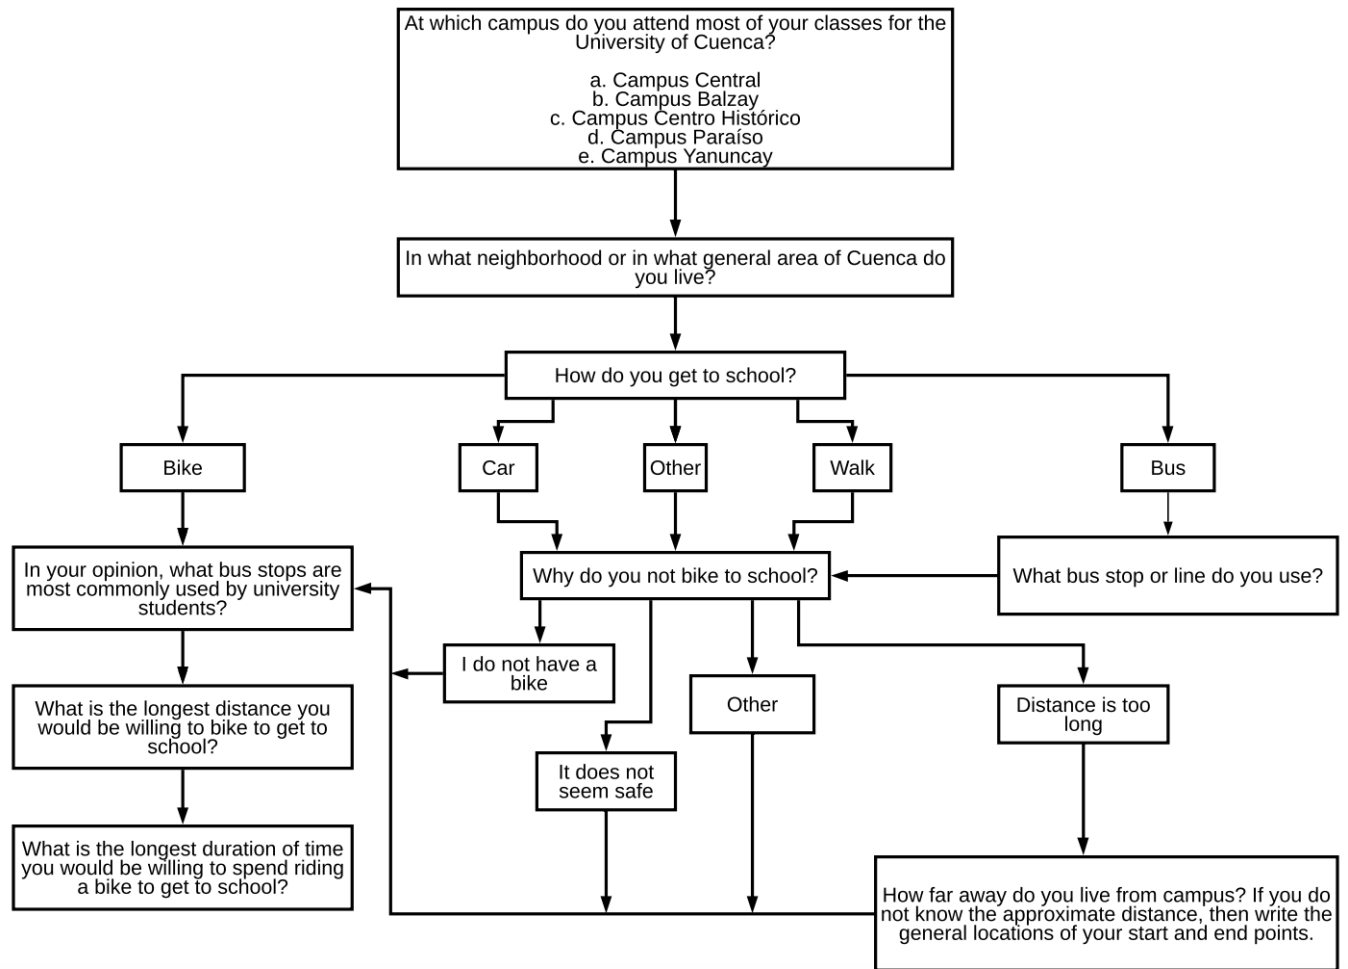 At which campus do you attend most of your classes for the
University of Cuenca?
a. Campus Central
b. Campus Balzay
c. Campus Centro Histórico
d. Campus Paraíso
e. Campus Yanuncay
In what neighborhood or in what general area of Cuenca do
you live?
How do you get to school?
Bike
Car
Other
Walk
Bus
In your opinion, what bus stops are
most commonly used by university
students?
Why do you not bike to school?
What bus stop or line do you use?
I do not have a
bike
Other
Distance is too
long
What is the longest distance you
would be willing to bike to get to
school?
It does not
seem safe
What is the longest duration of time
you would be willing to spend riding
a bike to get to school?
How far away do you live from campus? If you do
not know the approximate distance, then write the
general locations of your start and end points.